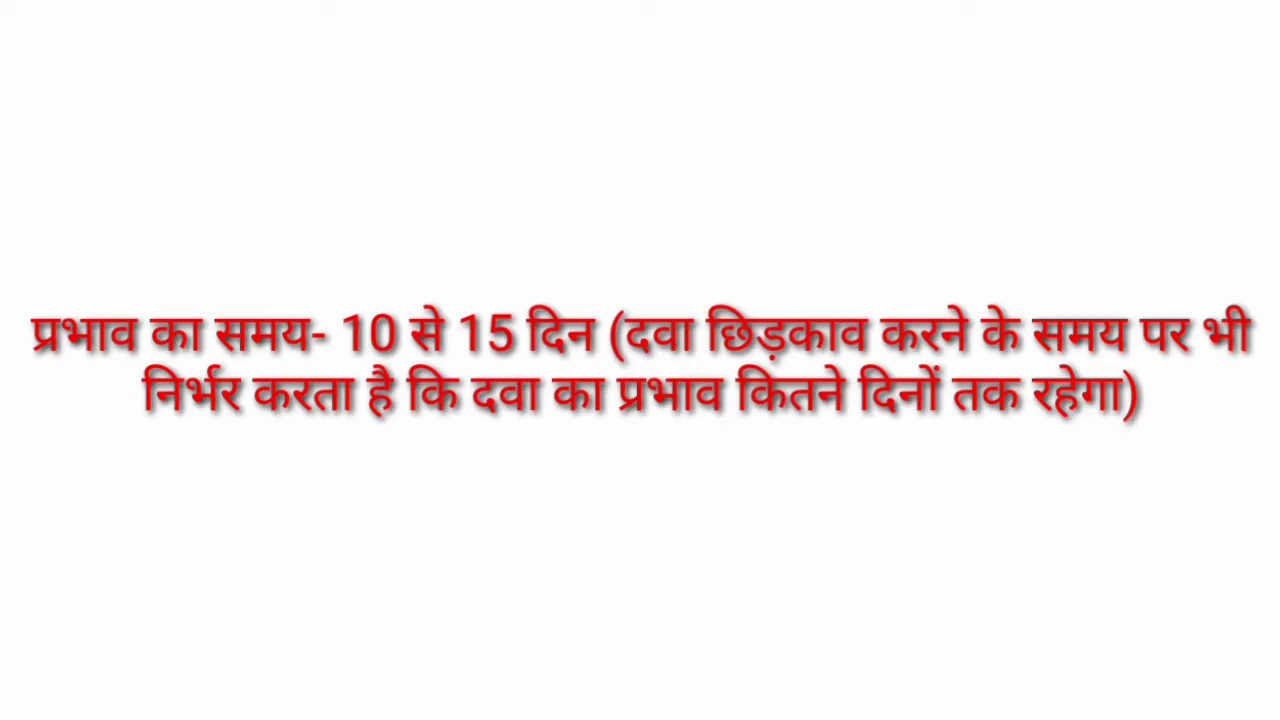 प्रभाव का समय- 10 से 15 दिन (दवा छिड़काव करने के समय पर भी
निर्भर करता है कि दवा का प्रभाव कितने दिनों तक रहेगा)